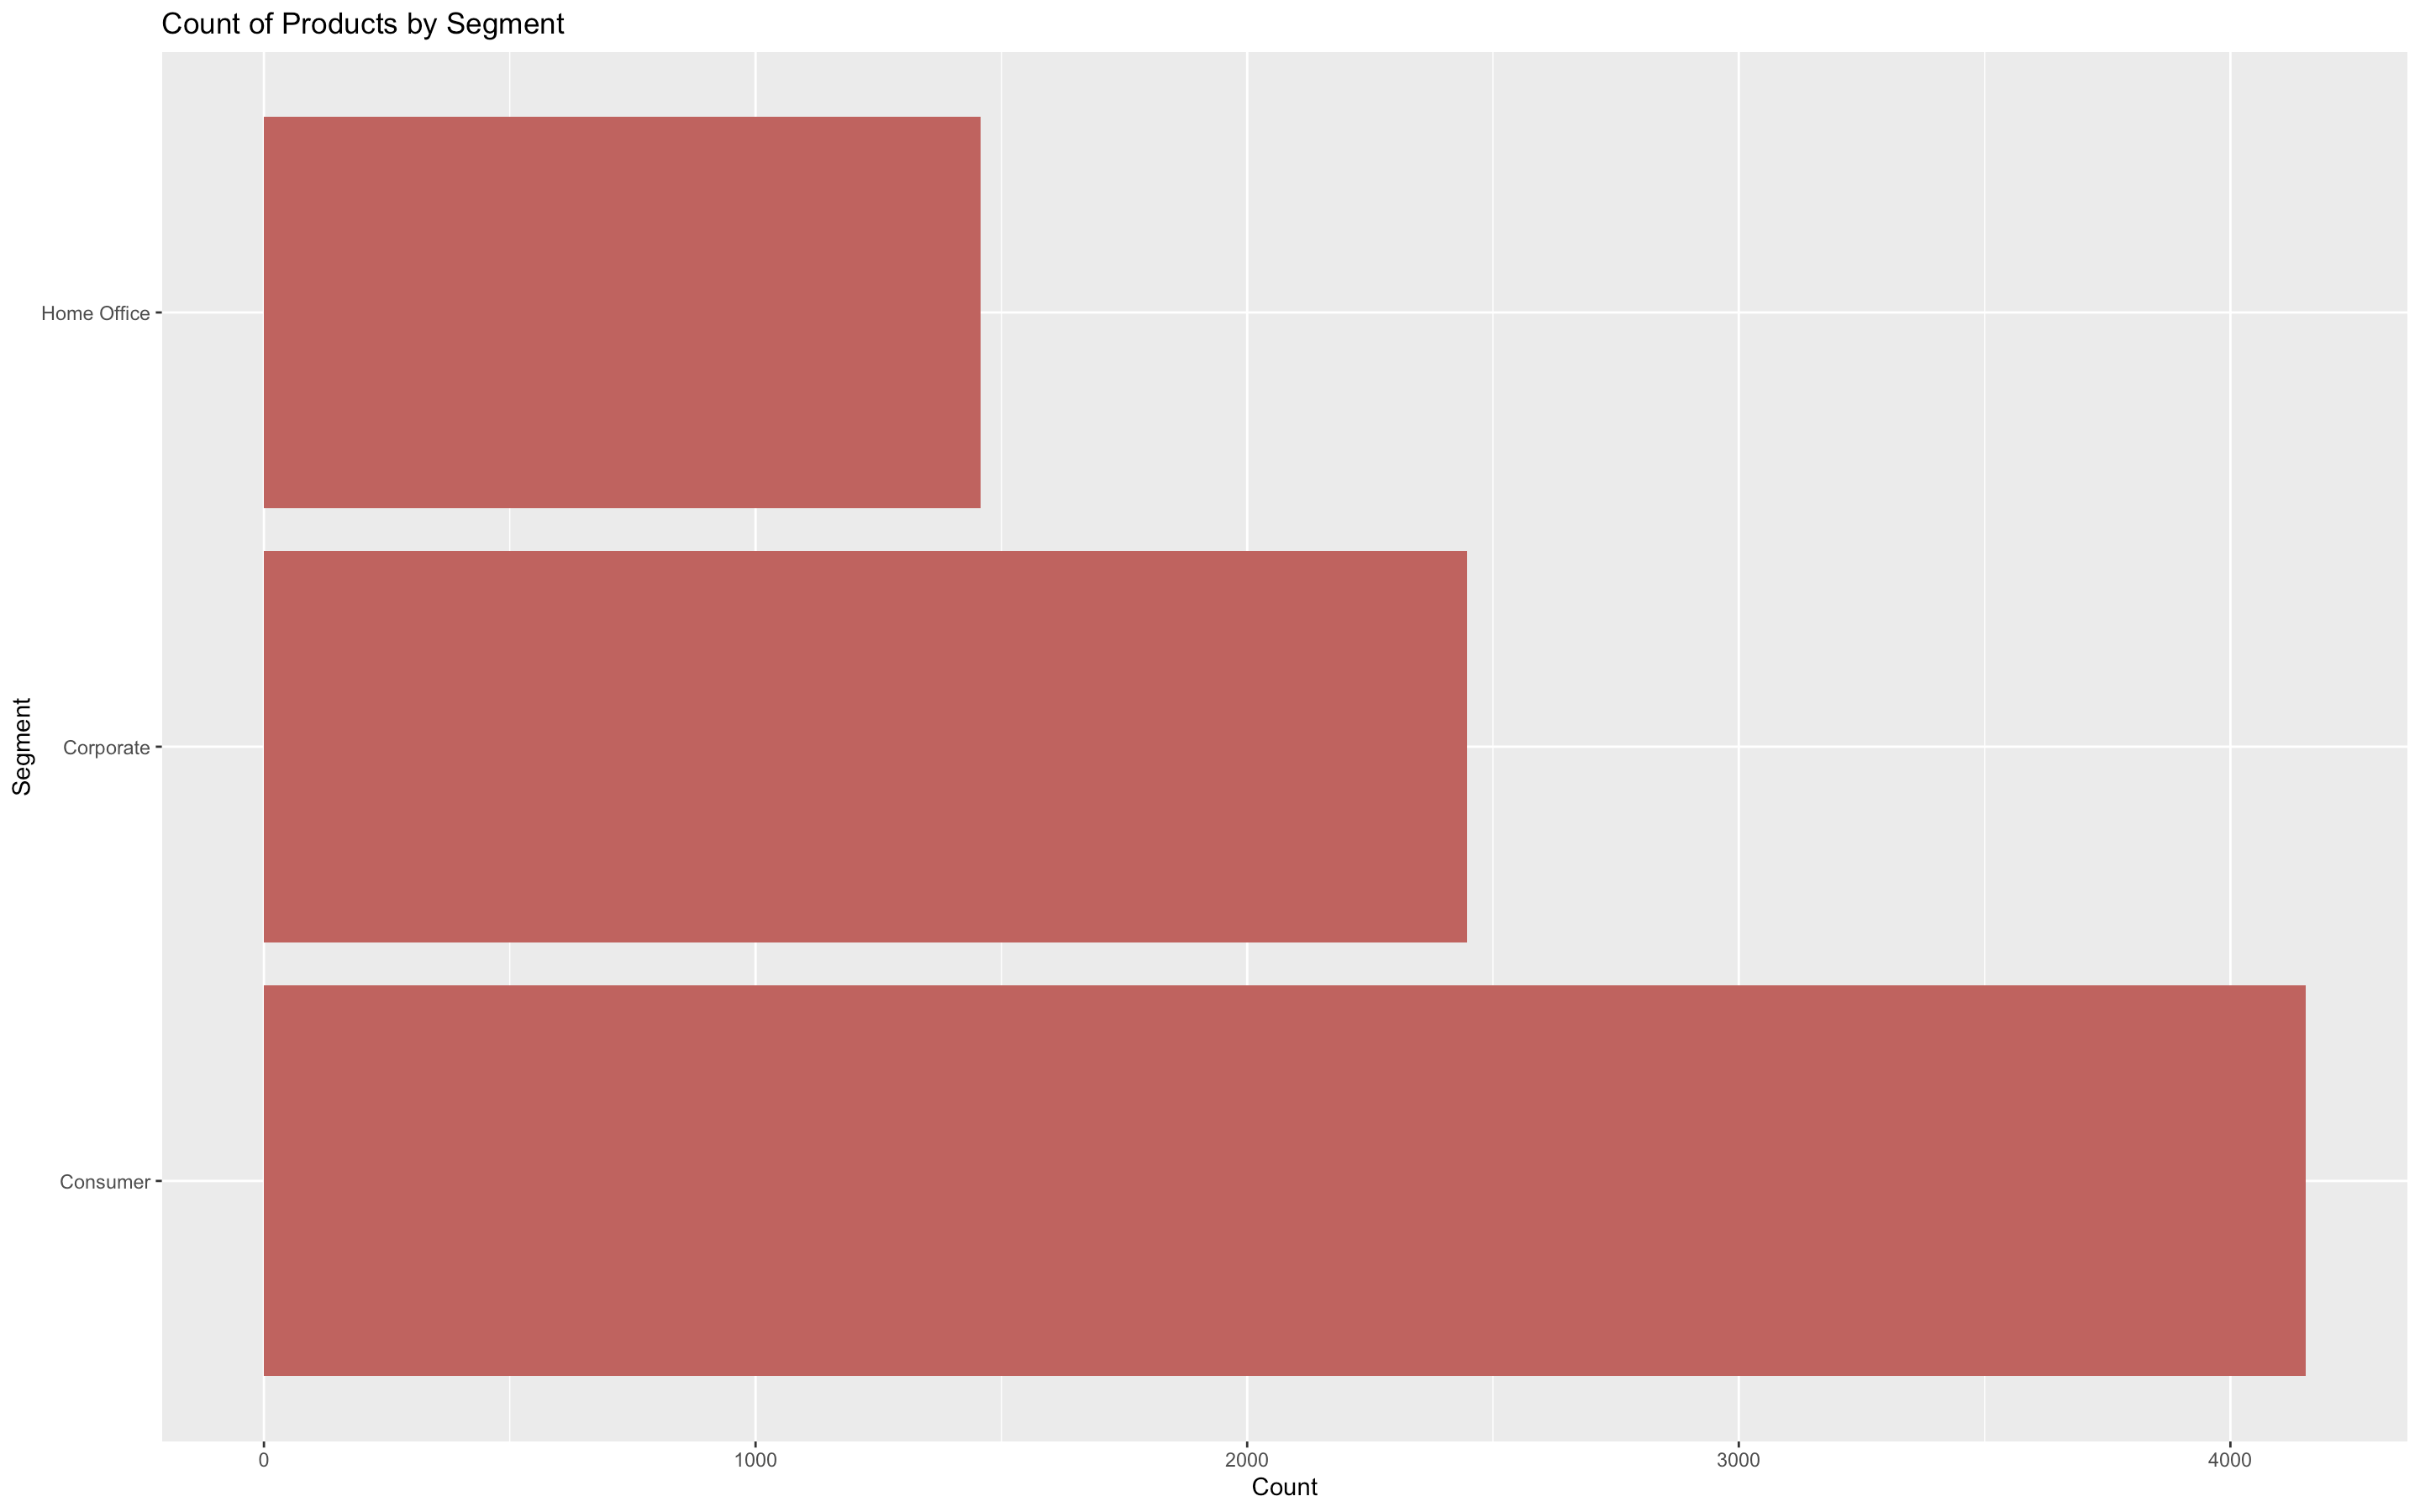 Count of Products by Segment
Home Office
Corporate
Consumer
Segment
0 1000 2000 3000 4000
Count